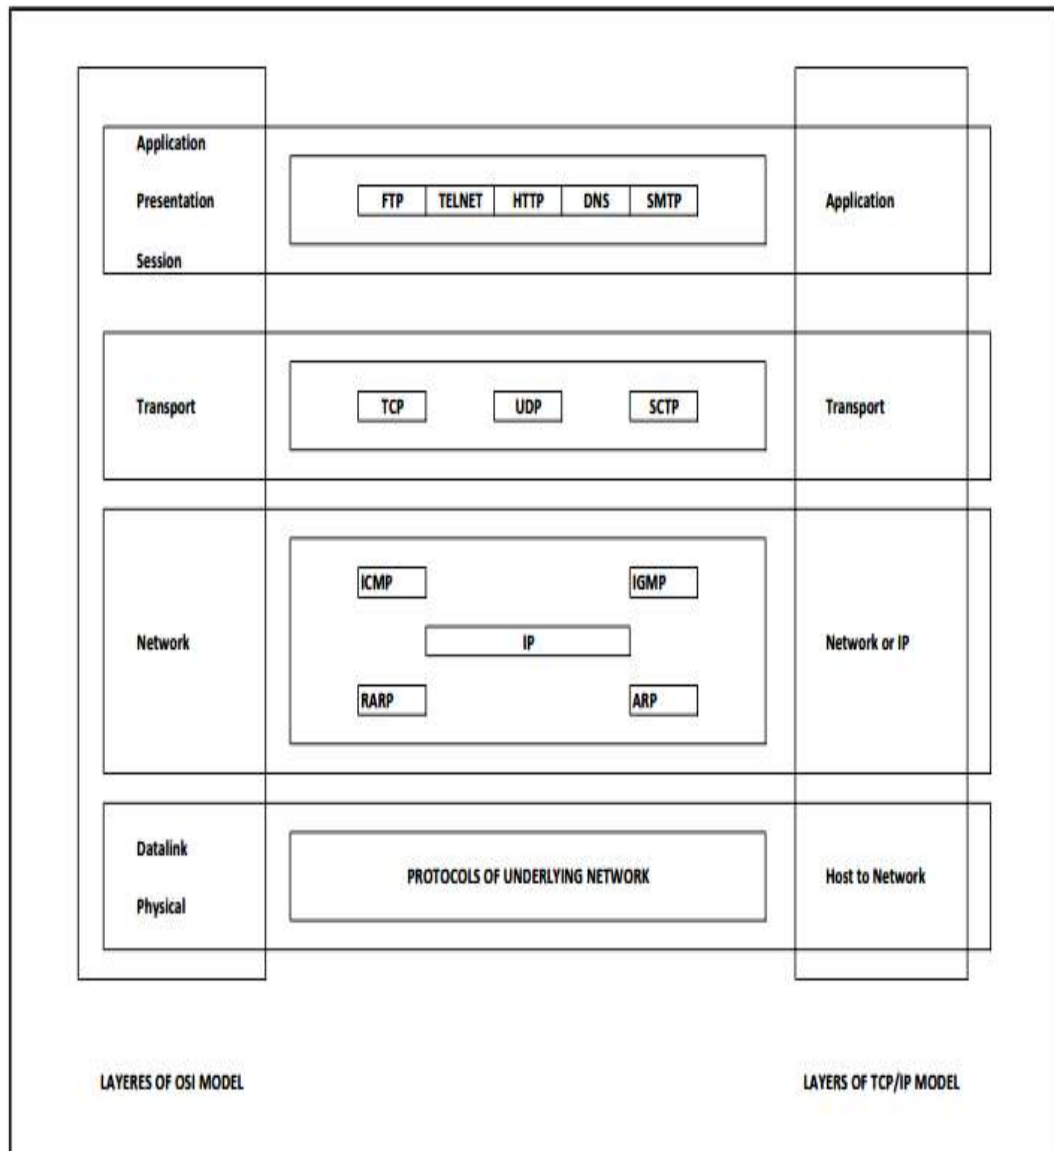 Application
Presentation
FTP TELNET HTTP DNS SMTP
Application
Session
Transport
TCP UDP SCTP
Transport
ICMP IGMP
Network
IP
Network or IP
RARP ARP
Datalink
PROTOCOLS OF UNDERLYING NETWORK
Host to Network
Physical
LAYERES OF OSI MODEL
LAYERS OF TCP/IP MODEL